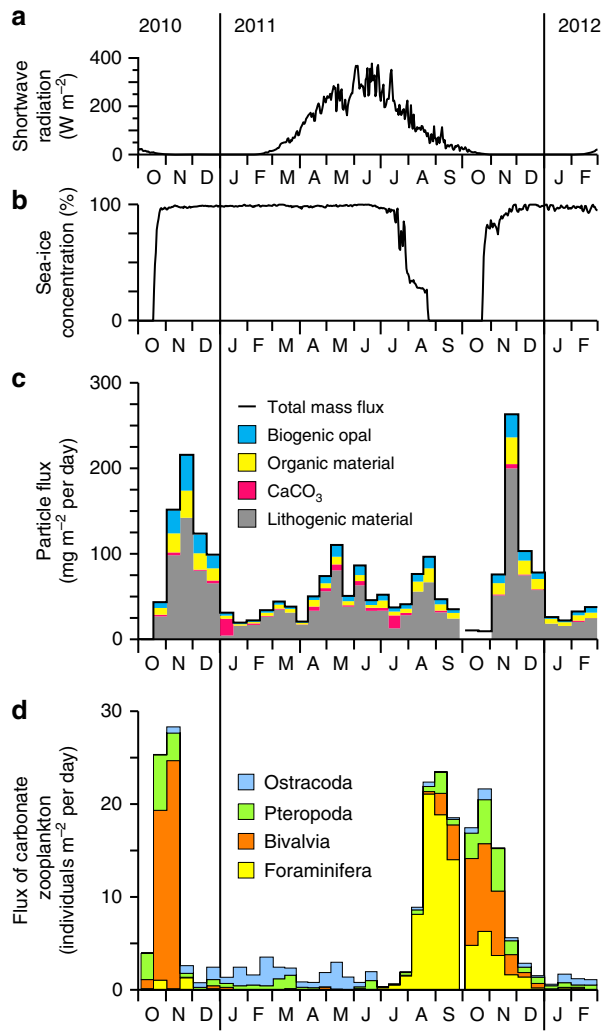 a
2010
2011
2012
Shortwave
radiation
(W m⁻²)
400
200
0
O N D J F M A M J J A S O N D J F
b
Sea-ice
concentration (%)
100
0
O N D J F M A M J J A S O N D J F
c
Particle flux
(mg m⁻² per day)
300
200
100
0
Total mass flux
Biogenic opal
Organic material
CaCO₃
Lithogenic material
O N D J F M A M J J A S O N D J F
d
Flux of carbonate
zooplankton
(individuals m⁻² per day)
30
20
10
0
Ostracoda
Pteropoda
Bivalvia
Foraminifera
O N D J F M A M J J A S O N D J F